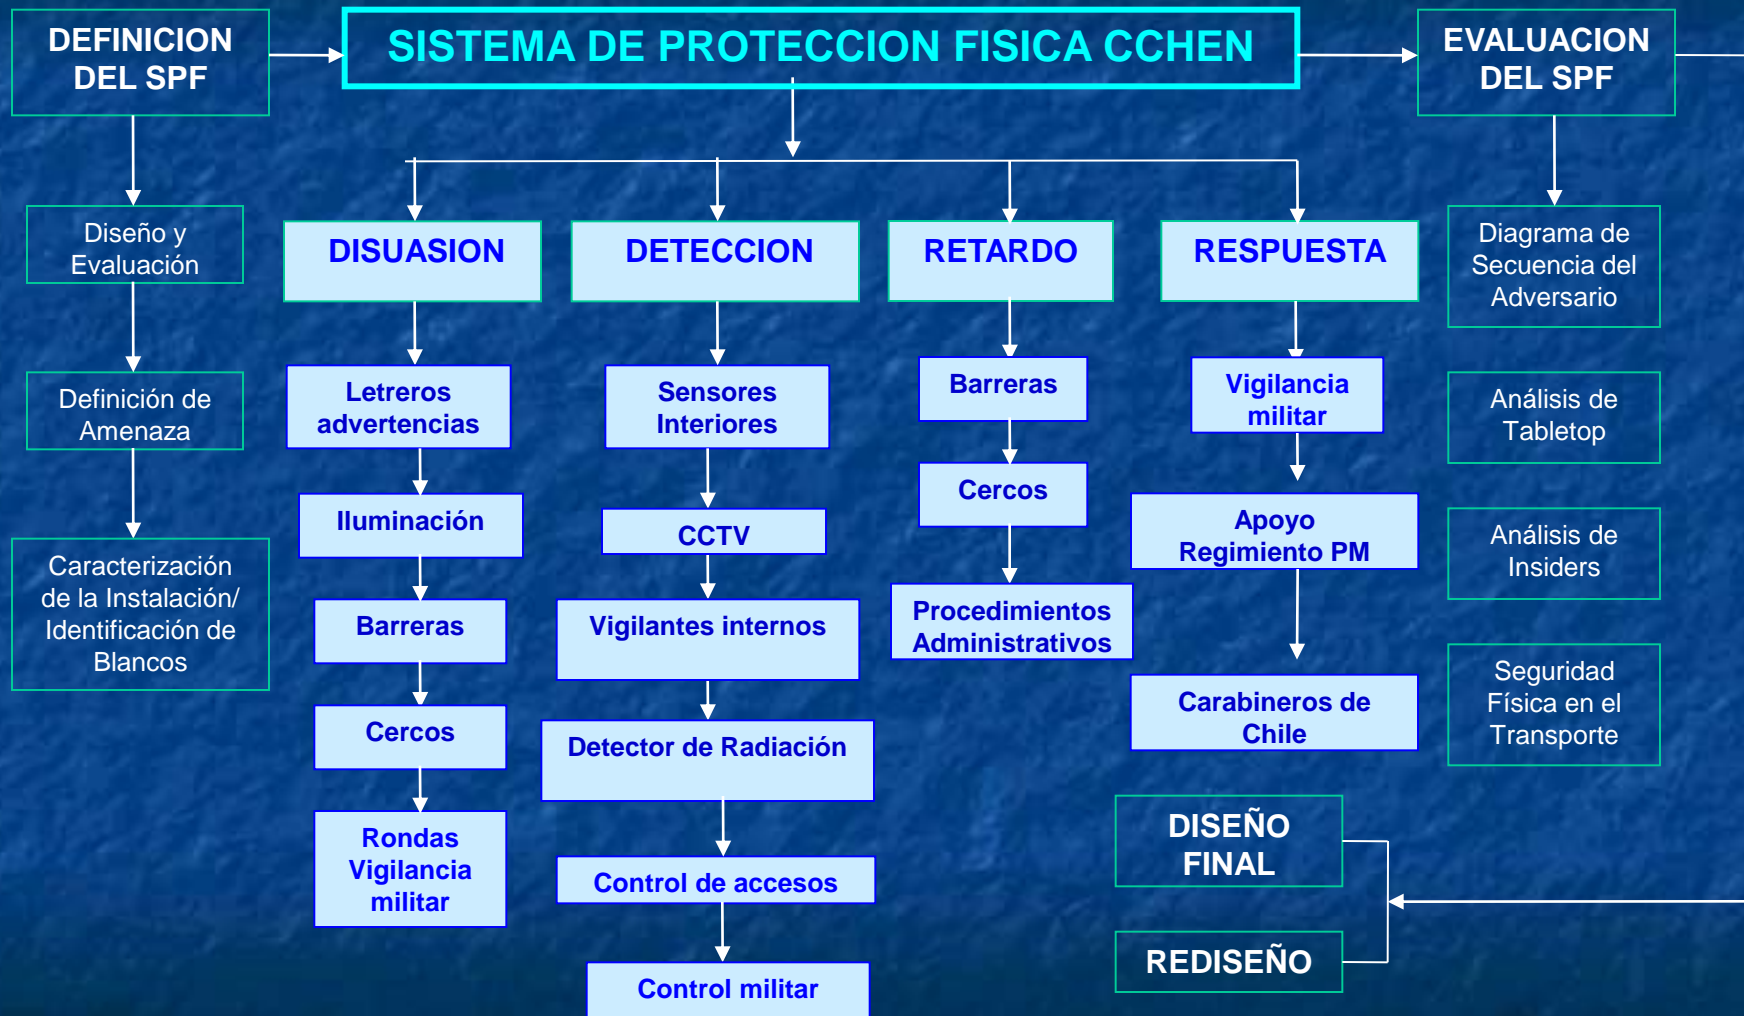 DEFINICION
DEL SPF
SISTEMA DE PROTECCION FISICA CCHEN
EVALUACION
DEL SPF
Diseño y
Evaluación
Definición de
Amenaza
Caracterización
de la Instalación/
Identificación de
Blancos
DISUASION
Letreros
advertencias
Iluminación
Barreras
Cercos
Rondas
Vigilancia
militar
DETECCION
Sensores
Interiores
CCTV
Vigilantes internos
Detector de Radiación
Control de accesos
Control militar
RETARDO
Barreras
Cercos
Procedimientos
Administrativos
RESPUESTA
Vigilancia
militar
Apoyo
Regimiento PM
Carabineros de
Chile
Diagrama de
Secuencia del
Adversario
Análisis de
Tabletop
Análisis de
Insiders
Seguridad
Física en el
Transporte
DISEÑO
FINAL
REDISEÑO